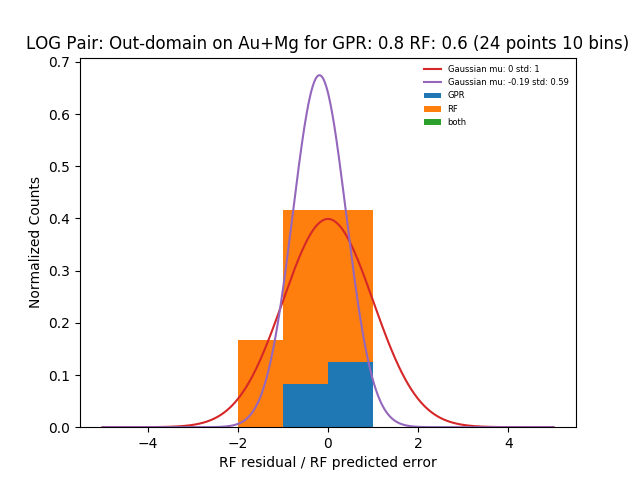 LOG Pair: Out-domain on Au+Mg for GPR: 0.8 RF: 0.6 (24 points 10 bins)
Gaussian mu: 0 std: 1
Gaussian mu: -0.19 std: 0.59
GPR
RF
both
Normalized Counts
0.7
0.6
0.5
0.4
0.3
0.2
0.1
0.0
−4 −2 0 2 4
RF residual / RF predicted error